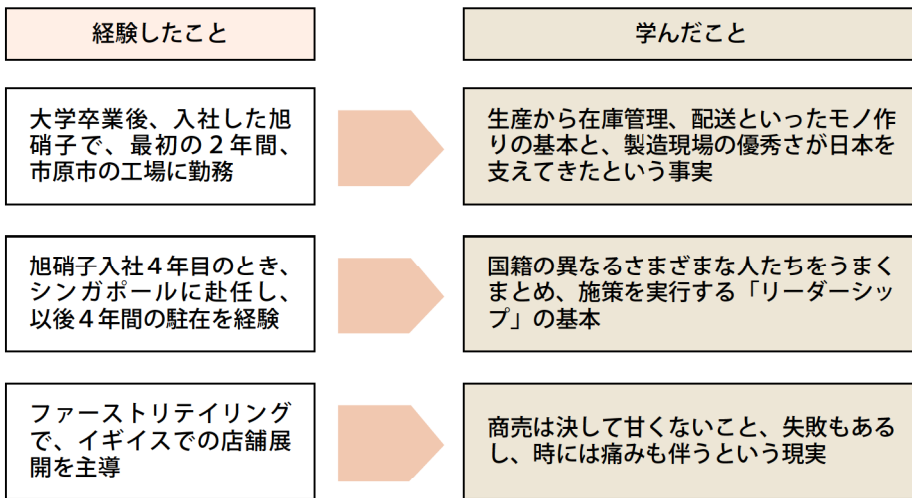 経験したこと
学んだこと
大学卒業後、入社した旭
硝子で、最初の２年間、
市原市の工場に勤務
生産から在庫管理、配送といったモノ作
りの基本と、製造現場の優秀さが日本を
支えてきたという事実
旭硝子入社４年目のとき、
シンガポールに赴任し、
以後４年間の駐在を経験
国籍の異なるさまざまな人たちをうまく
まとめ、施策を実行する「リーダーシッ
プ」の基本
ファーストリテイリング
で、イギイスでの店舗展
開を主導
商売は決して甘くないこと、失敗もある
し、時には痛みも伴うという現実